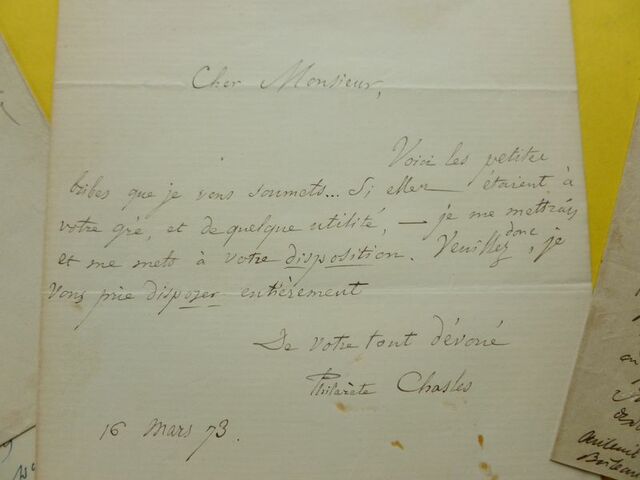 Cher Monsieur,
Voici les petites
bribes que je vous soumets... Si elles étaient à
votre gré, et de quelque utilité, — je me mettrais
et me mets à votre disposition. Veuillez donc, je
vous prie disposer entièrement
De votre tout dévoué
Philarète Chasles
16 Mars 73.
Auteuil